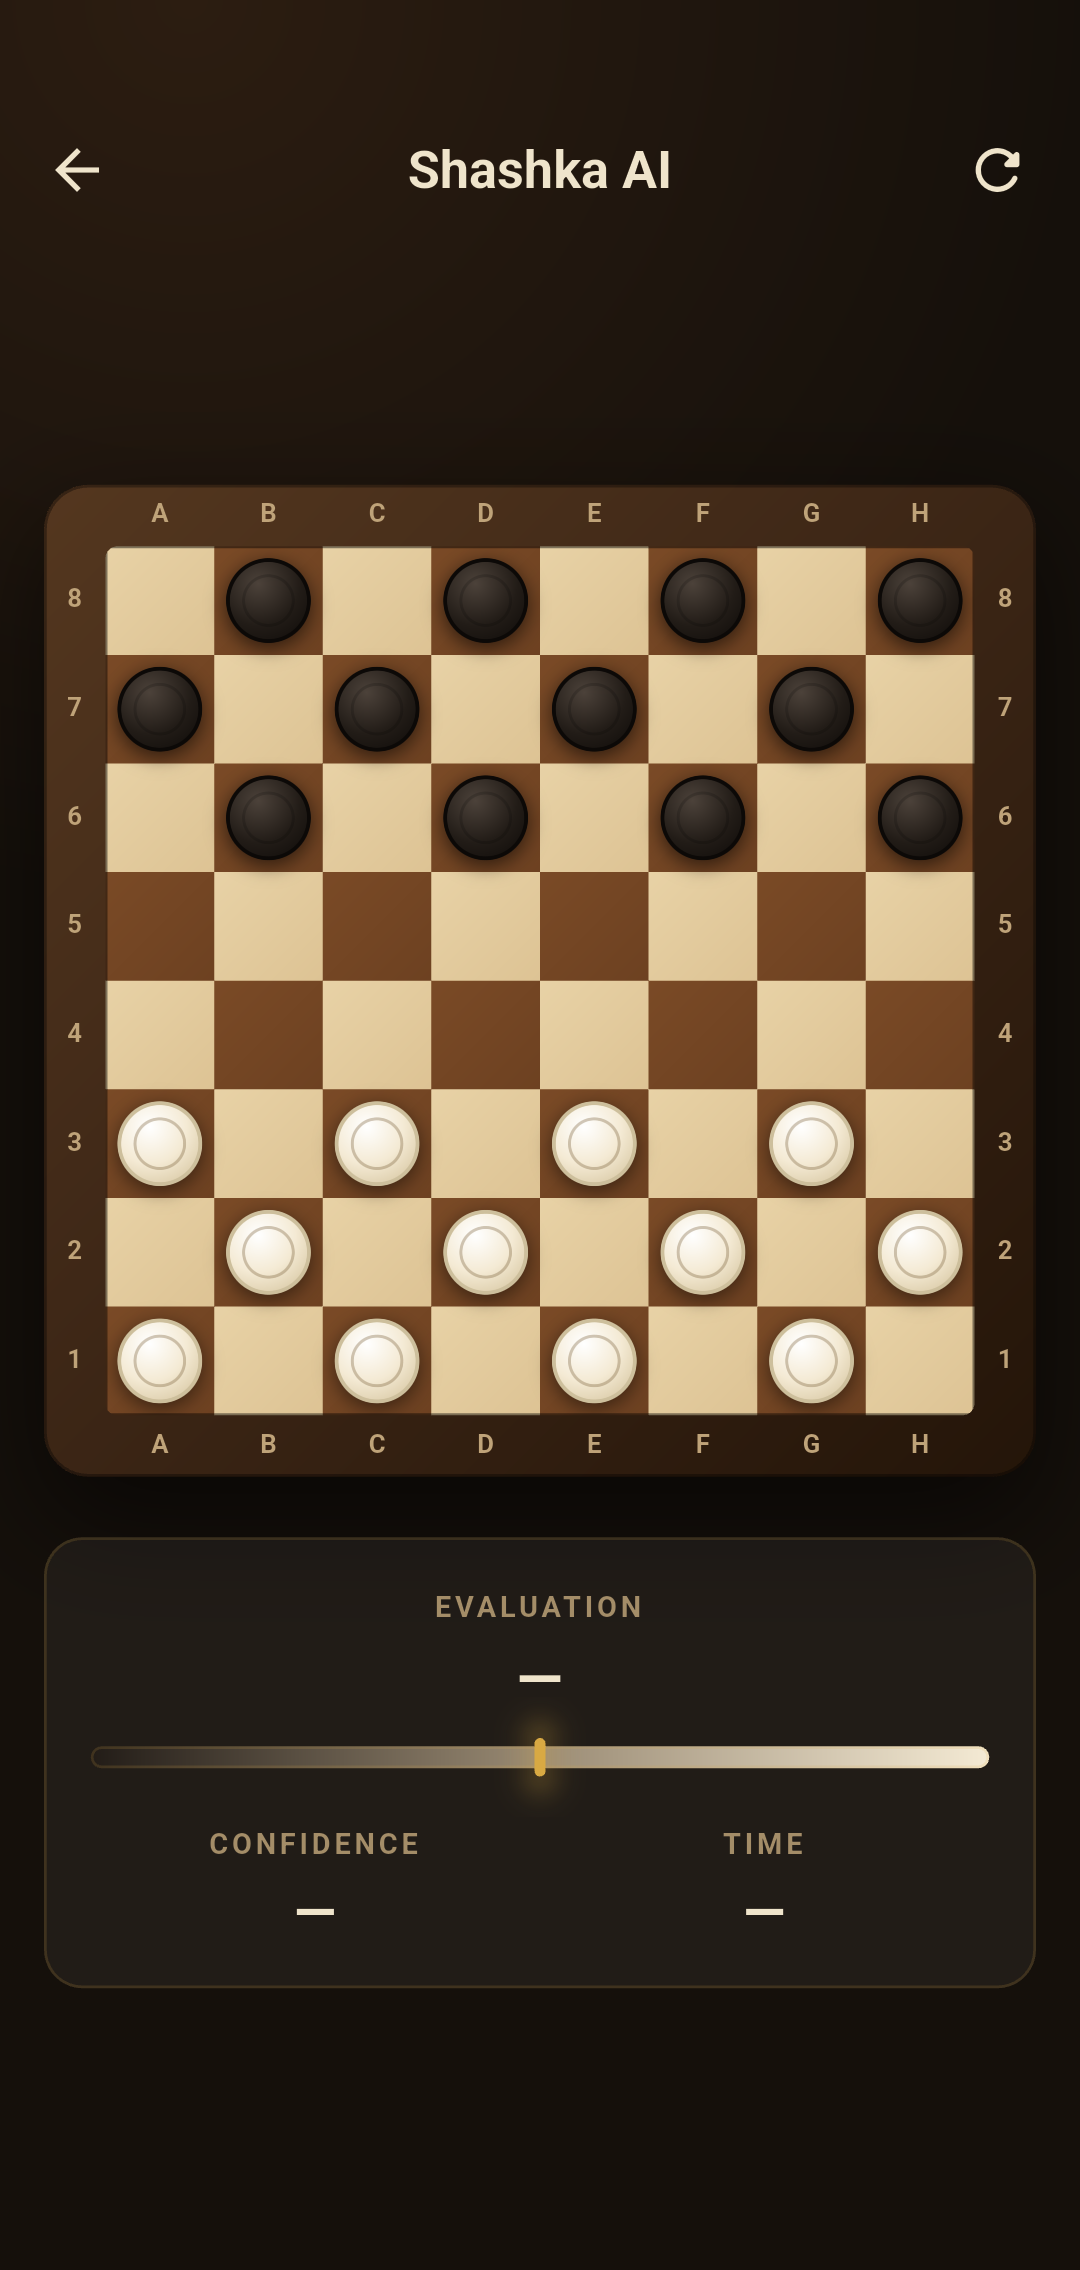 Shashka AI
A B C D E F G H
8 8
7 7
6 6
5 5
4 4
3 3
2 2
1 1
A B C D E F G H
EVALUATION
—
CONFIDENCE TIME
— —